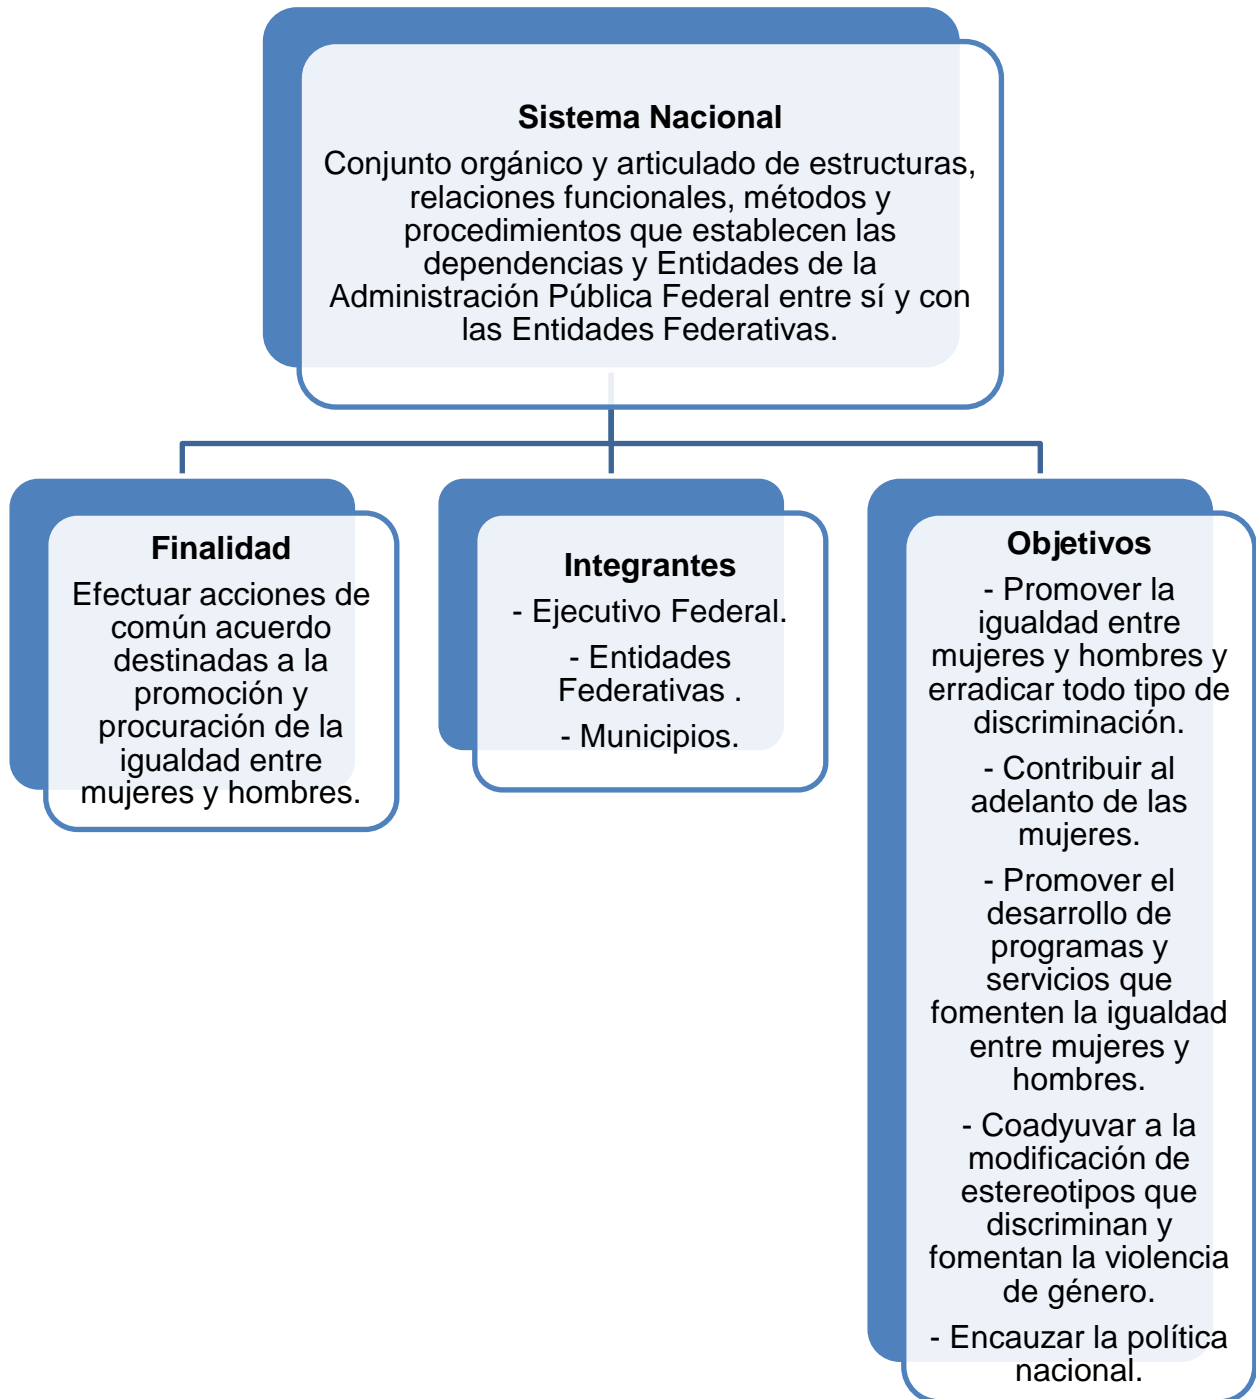 Sistema Nacional
Conjunto orgánico y articulado de estructuras,
relaciones funcionales, métodos y
procedimientos que establecen las
dependencias y Entidades de la
Administración Pública Federal entre sí y con
las Entidades Federativas.
Finalidad
Efectuar acciones de
común acuerdo
destinadas a la
promoción y
procuración de la
igualdad entre
mujeres y hombres.
Integrantes
- Ejecutivo Federal.
- Entidades
Federativas .
- Municipios.
Objetivos
- Promover la
igualdad entre
mujeres y hombres y
erradicar todo tipo de
discriminación.
- Contribuir al
adelanto de las
mujeres.
- Promover el
desarrollo de
programas y
servicios que
fomenten la igualdad
entre mujeres y
hombres.
- Coadyuvar a la
modificación de
estereotipos que
discriminan y
fomentan la violencia
de género.
- Encauzar la política
nacional.